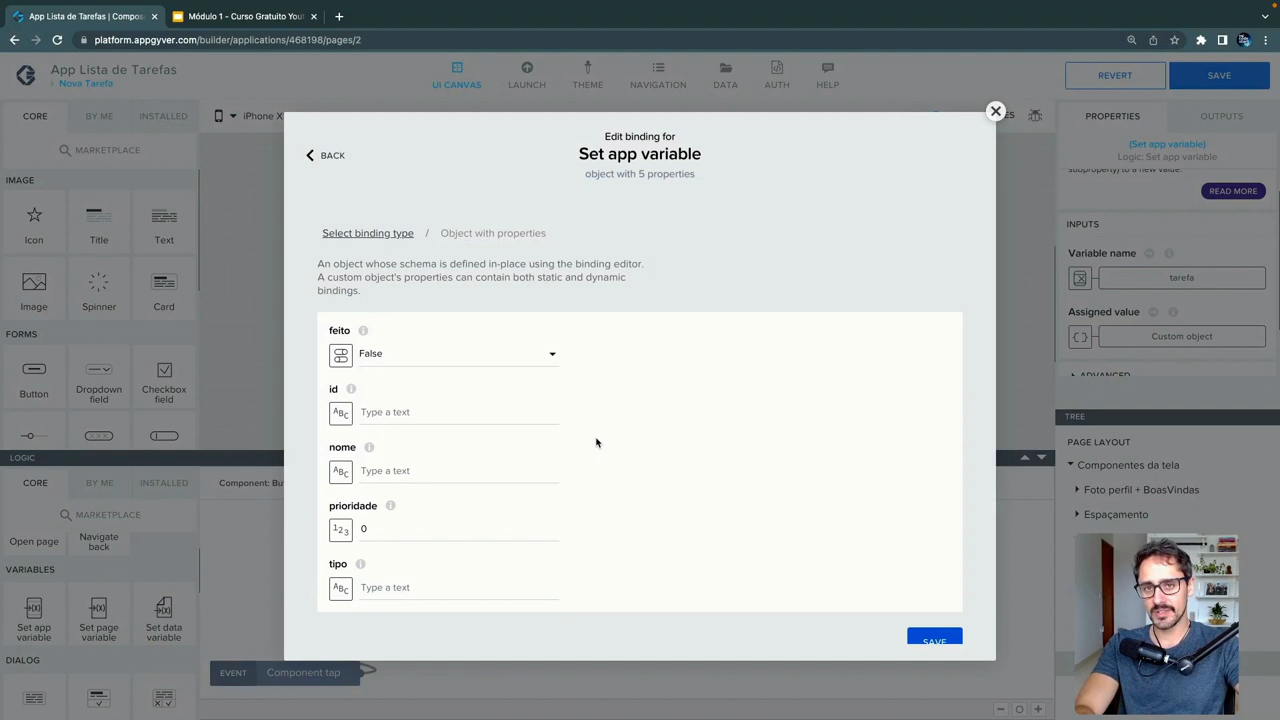 App Lista de Tarefas | Compos
Módulo 1 - Curso Gratuito Yout
platform.appgyver.com/builder/applications/468198/pages/2
App Lista de Tarefas
Nova Tarefa
UI CANVAS
LAUNCH
THEME
NAVIGATION
DATA
AUTH
HELP
REVERT
SAVE
CORE
BY ME
INSTALLED
iPhone X
MARKETPLACE
IMAGE
Icon
Title
Text
Image
Spinner
Card
FORMS
Button
Dropdown
field
Checkbox
field
LOGIC
CORE
BY ME
INSTALLED
Component: Bu
MARKETPLACE
Open page
Navigate
back
VARIABLES
Set app
variable
Set page
variable
Set data
variable
DIALOG
EVENT
Component tap
BACK
Edit binding for
Set app variable
object with 5 properties
Select binding type / Object with properties
An object whose schema is defined in-place using the binding editor.
A custom object's properties can contain both static and dynamic
bindings.
feito
False
id
Type a text
nome
Type a text
prioridade
0
tipo
Type a text
SAVE
PROPERTIES
OUTPUTS
(Set app variable)
Logic: Set app variable
subproperty) to a new value.
READ MORE
INPUTS
Variable name
tarefa
Assigned value
Custom object
ADVANCED
TREE
PAGE LAYOUT
Componentes da tela
Foto perfil + BoasVindas
Espaçamento